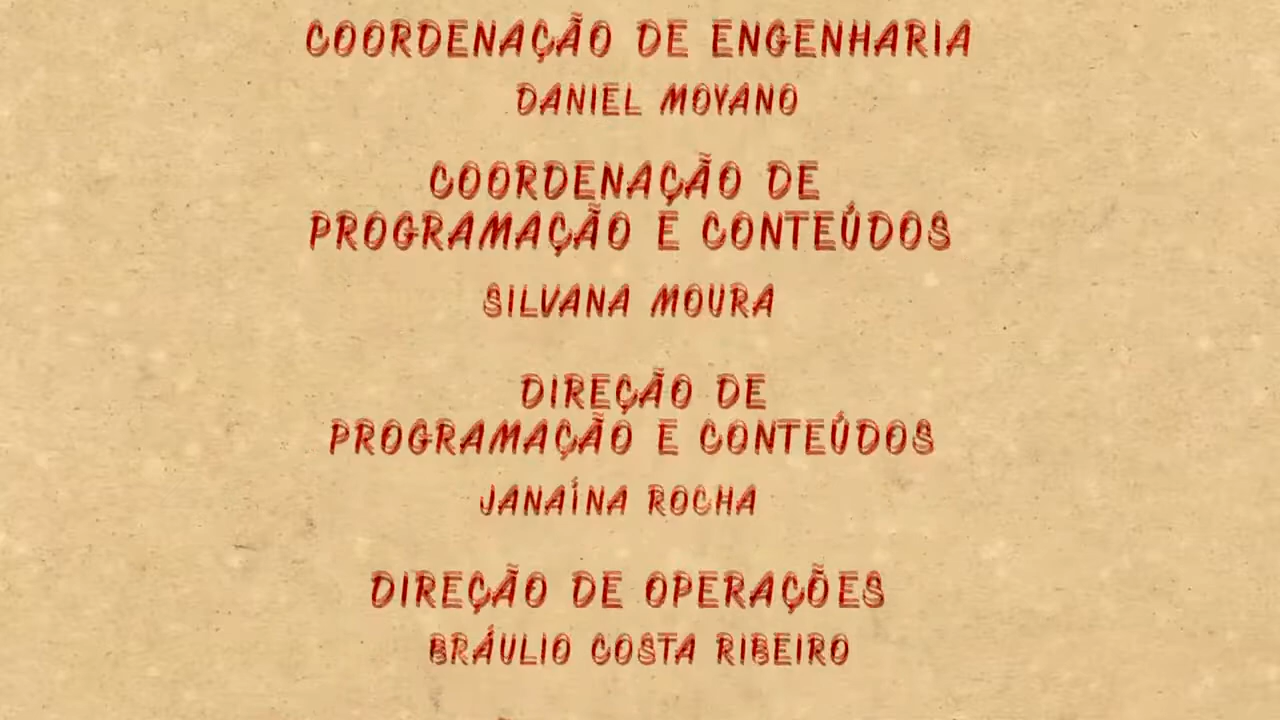 COORDENAÇÃO DE ENGENHARIA
DANIEL MOYANO
COORDENAÇÃO DE
PROGRAMAÇÃO E CONTEÚDOS
SILVANA MOURA
DIREÇÃO DE
PROGRAMAÇÃO E CONTEÚDOS
JANAÍNA ROCHA
DIREÇÃO DE OPERAÇÕES
BRÁULIO COSTA RIBEIRO